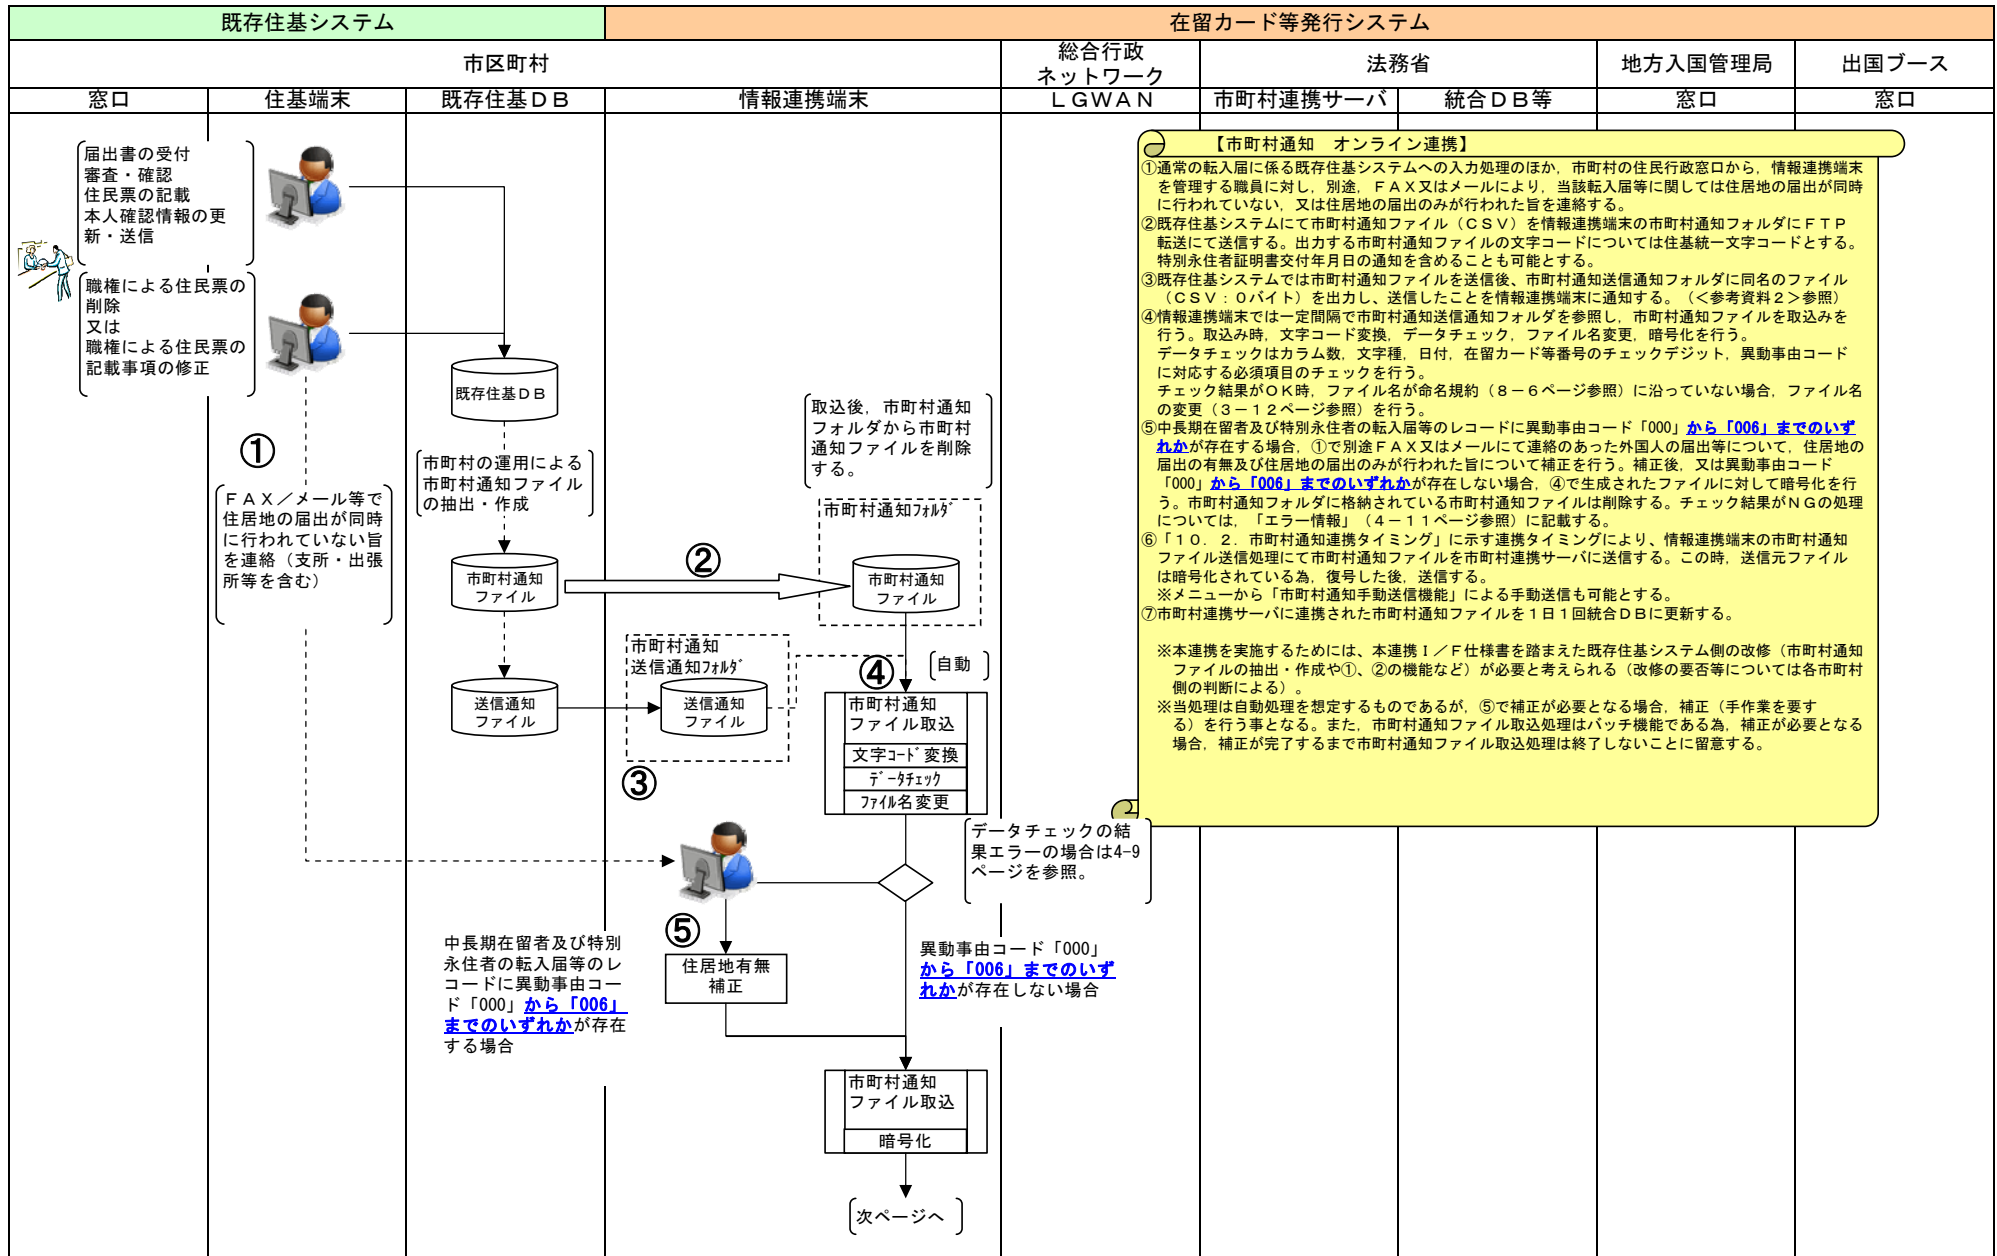 既存住基システム
在留カード等発行システム
市区町村
総合行政
ネットワーク
法務省
地方入国管理局
出国ブース
窓口
住基端末
既存住基ＤＢ
情報連携端末
ＬＧＷＡＮ
市町村連携サーバ
統合ＤＢ等
窓口
窓口
届出書の受付
審査・確認
住民票の記載
本人確認情報の更
新・送信
職権による住民票の
削除
又は
職権による住民票の
記載事項の修正
既存住基ＤＢ
①
ＦＡＸ／メール等で
住居地の届出が同時
に行われていない旨
を連絡（支所・出張
所等を含む）
市町村の運用による
市町村通知ファイル
の抽出・作成
市町村通知
ファイル
送信通知
ファイル
②
取込後，市町村通知
フォルダから市町村
通知ファイルを削除
する。
市町村通知ﾌｫﾙﾀﾞ
市町村通知
ファイル
市町村通知
送信通知ﾌｫﾙﾀﾞ
送信通知
ファイル
③
④
自動
市町村通知
ファイル取込
文字ｺｰﾄﾞ変換
ﾃﾞｰﾀﾁｪｯｸ
ﾌｧｲﾙ名変更
データチェックの結
果エラーの場合は4-9
ページを参照。
⑤
中長期在留者及び特別
永住者の転入届等のレ
コードに異動事由コー
ド「000」から「006」
までのいずれかが存在
する場合
住居地有無
補正
異動事由コード「000」
から「006」までのいず
れかが存在しない場合
市町村通知
ファイル取込
暗号化
次ページへ
【市町村通知　オンライン連携】
①通常の転入届に係る既存住基システムへの入力処理のほか，市町村の住民行政窓口から，情報連携端末
を管理する職員に対し，別途，ＦＡＸ又はメールにより，当該転入届等に関しては住居地の届出が同時
に行われていない，又は住居地の届出のみが行われた旨を連絡する。
②既存住基システムにて市町村通知ファイル（ＣＳＶ）を情報連携端末の市町村通知フォルダにＦＴＰ
転送にて送信する。出力する市町村通知ファイルの文字コードについては住基統一文字コードとする。
特別永住者証明書交付年月日の通知を含めることも可能とする。
③既存住基システムでは市町村通知ファイルを送信後、市町村通知送信通知フォルダに同名のファイル
（ＣＳＶ：０バイト）を出力し、送信したことを情報連携端末に通知する。（＜参考資料２＞参照）
④情報連携端末では一定間隔で市町村通知送信通知フォルダを参照し，市町村通知ファイルを取込みを
行う。取込み時，文字コード変換，データチェック，ファイル名変更，暗号化を行う。
データチェックはカラム数，文字種，日付，在留カード等番号のチェックデジット，異動事由コード
に対応する必須項目のチェックを行う。
チェック結果がＯＫ時，ファイル名が命名規約（８－６ページ参照）に沿っていない場合，ファイル名
の変更（３－１２ページ参照）を行う。
⑤中長期在留者及び特別永住者の転入届等のレコードに異動事由コード「000」から「006」までのいず
れかが存在する場合，①で別途ＦＡＸ又はメールにて連絡のあった外国人の届出等について，住居地の
届出の有無及び住居地の届出のみが行われた旨について補正を行う。補正後，又は異動事由コード
「000」から「006」までのいずれかが存在しない場合，④で生成されたファイルに対して暗号化を行
う。市町村通知フォルダに格納されている市町村通知ファイルは削除する。チェック結果がＮＧの処理
については，「エラー情報」（４－１１ページ参照）に記載する。
⑥「１０．２．市町村通知連携タイミング」に示す連携タイミングにより、情報連携端末の市町村通知
ファイル送信処理にて市町村通知ファイルを市町村連携サーバに送信する。この時，送信元ファイル
は暗号化されている為，復号した後，送信する。
※メニューから「市町村通知手動送信機能」による手動送信も可能とする。
⑦市町村連携サーバに連携された市町村通知ファイルを１日１回統合ＤＢに更新する。
※本連携を実施するためには、本連携Ｉ／Ｆ仕様書を踏まえた既存住基システム側の改修（市町村通知
ファイルの抽出・作成や①、②の機能など）が必要と考えられる（改修の要否等については各市町村
側の判断による）。
※当処理は自動処理を想定するものであるが，⑤で補正が必要となる場合，補正（手作業を要す
る）を行う事となる。また，市町村通知ファイル取込処理はバッチ機能である為，補正が必要となる
場合，補正が完了するまで市町村通知ファイル取込処理は終了しないことに留意する。